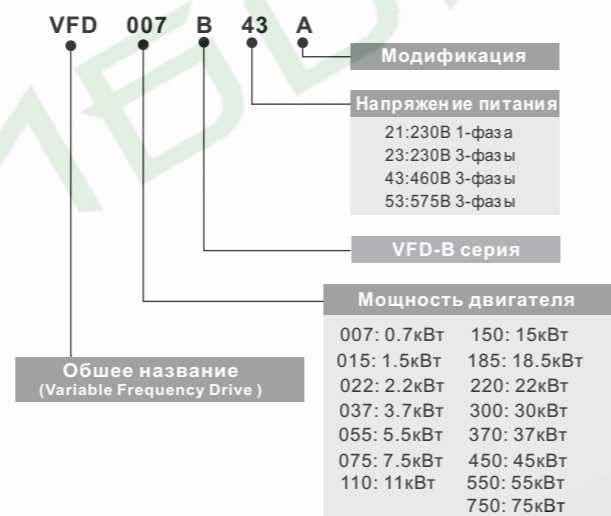 VFD 007 B 43 A
Модификация
Напряжение питания
21:230В 1-фаза
23:230В 3-фазы
43:460В 3-фазы
53:575В 3-фазы
VFD-B серия
Мощность двигателя
007: 0.7кВт 150: 15кВт
015: 1.5кВт 185: 18.5кВт
022: 2.2кВт 220: 22кВт
037: 3.7кВт 300: 30кВт
055: 5.5кВт 370: 37кВт
075: 7.5кВт 450: 45кВт
110: 11кВт 550: 55кВт
750: 75кВт
Обшее название
(Variable Frequency Drive )